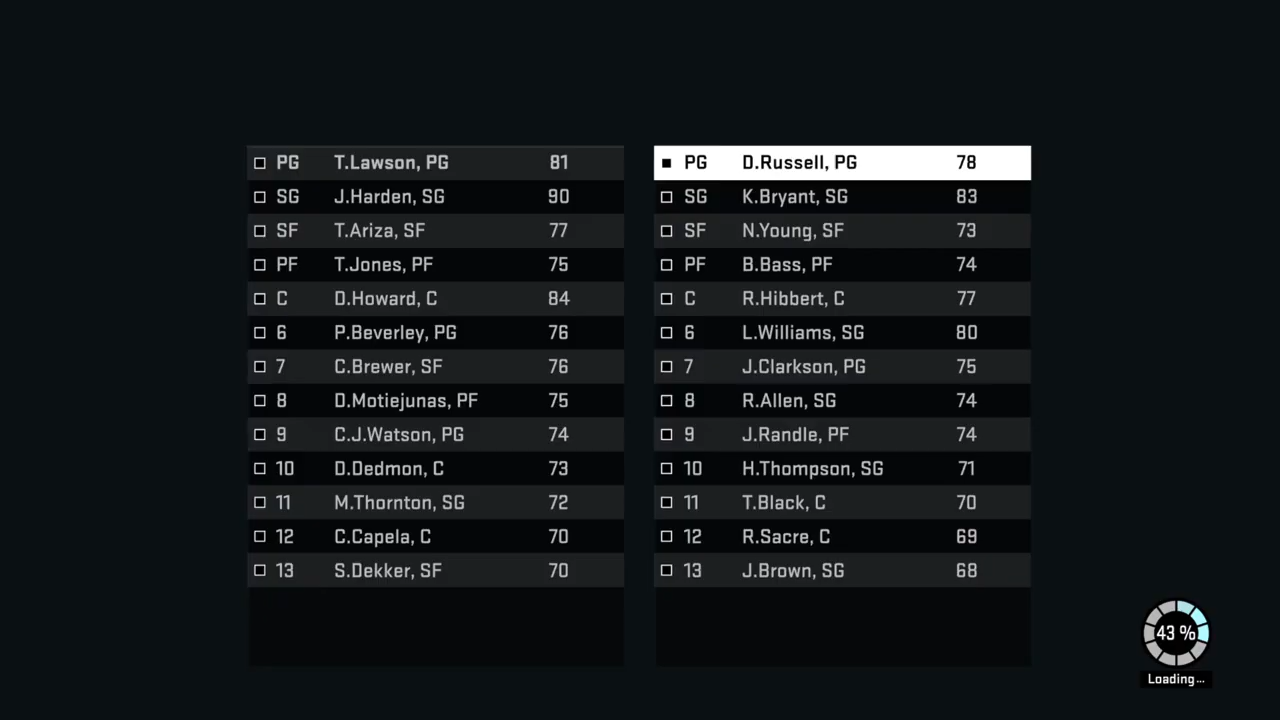 PG T.Lawson, PG 81
SG J.Harden, SG 90
SF T.Ariza, SF 77
PF T.Jones, PF 75
C D.Howard, C 84
6 P.Beverley, PG 76
7 C.Brewer, SF 76
8 D.Motiejunas, PF 75
9 C.J.Watson, PG 74
10 D.Dedmon, C 73
11 M.Thornton, SG 72
12 C.Capela, C 70
13 S.Dekker, SF 70
PG D.Russell, PG 78
SG K.Bryant, SG 83
SF N.Young, SF 73
PF B.Bass, PF 74
C R.Hibbert, C 77
6 L.Williams, SG 80
7 J.Clarkson, PG 75
8 R.Allen, SG 74
9 J.Randle, PF 74
10 H.Thompson, SG 71
11 T.Black, C 70
12 R.Sacre, C 69
13 J.Brown, SG 68
43 %
Loading...